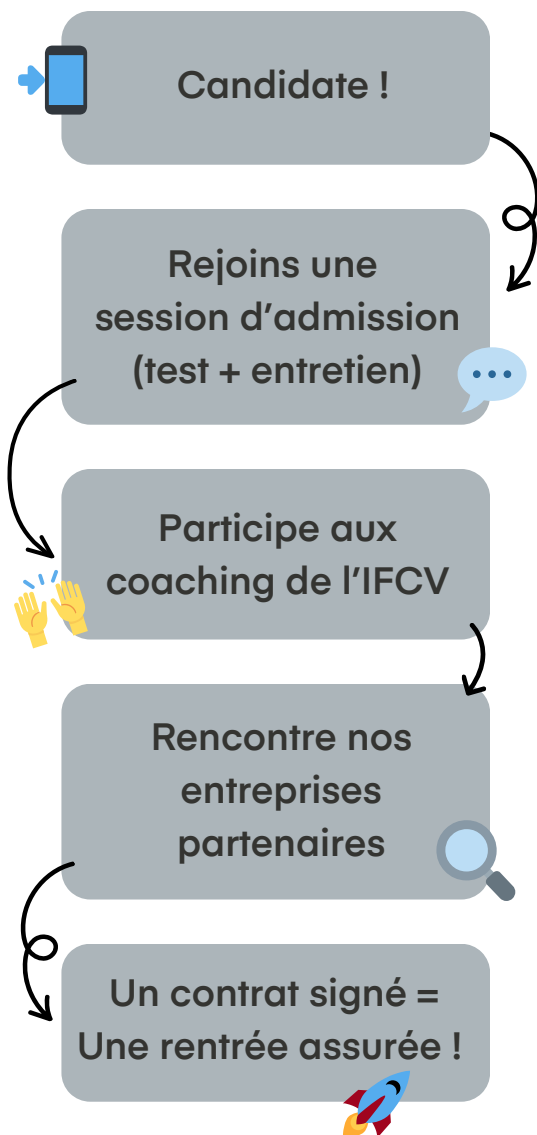 Candidate !
Rejoins une
session d'admission
(test + entretien)
Participe aux
coaching de l'IFCV
Rencontre nos
entreprises
partenaires
Un contrat signé =
Une rentrée assurée !